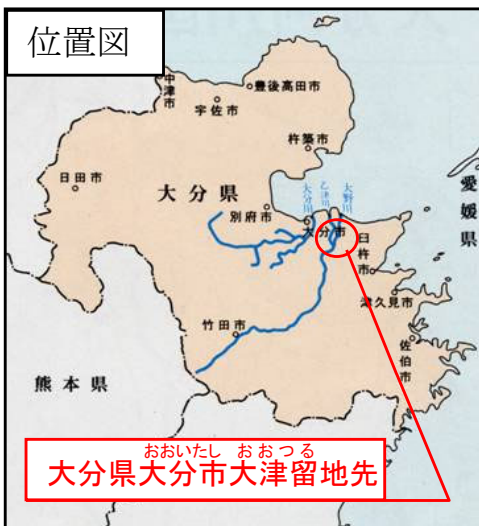 位置図
中津市
豊後高田市
宇佐市
杵築市
日田市
大分県
別府市
大分川
乙津川
大野川
大分市
臼杵市
愛媛県
津久見市
竹田市
佐伯市
熊本県
おおいたし おおつる
大分県大分市大津留地先